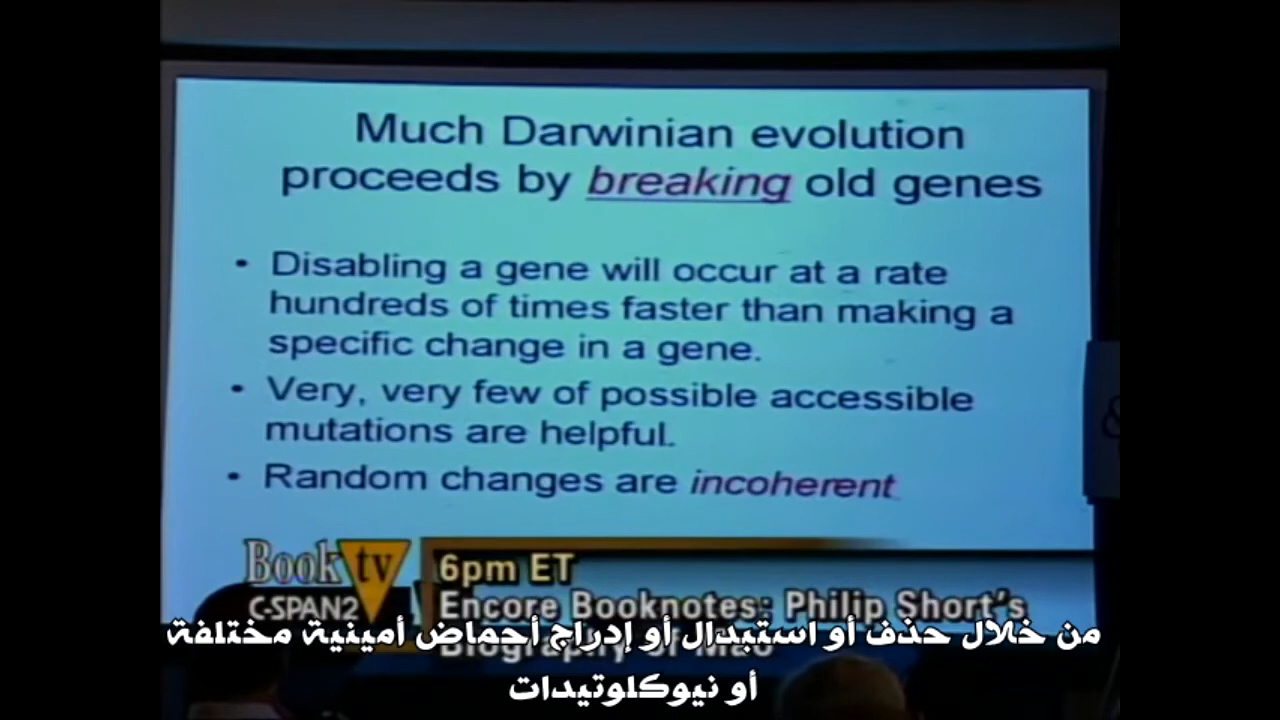 Much Darwinian evolution
proceeds by breaking old genes
• Disabling a gene will occur at a rate
hundreds of times faster than making a
specific change in a gene.
• Very, very few of possible accessible
mutations are helpful.
• Random changes are incoherent
&
Book tv
C-SPAN2
6pm ET
Encore Booknotes: Philip Short's
Biography of Mao
من خلال حذف أو استبدال أو إدراج أحماض أمينية مختلفة
أو نيوكلوتيدات